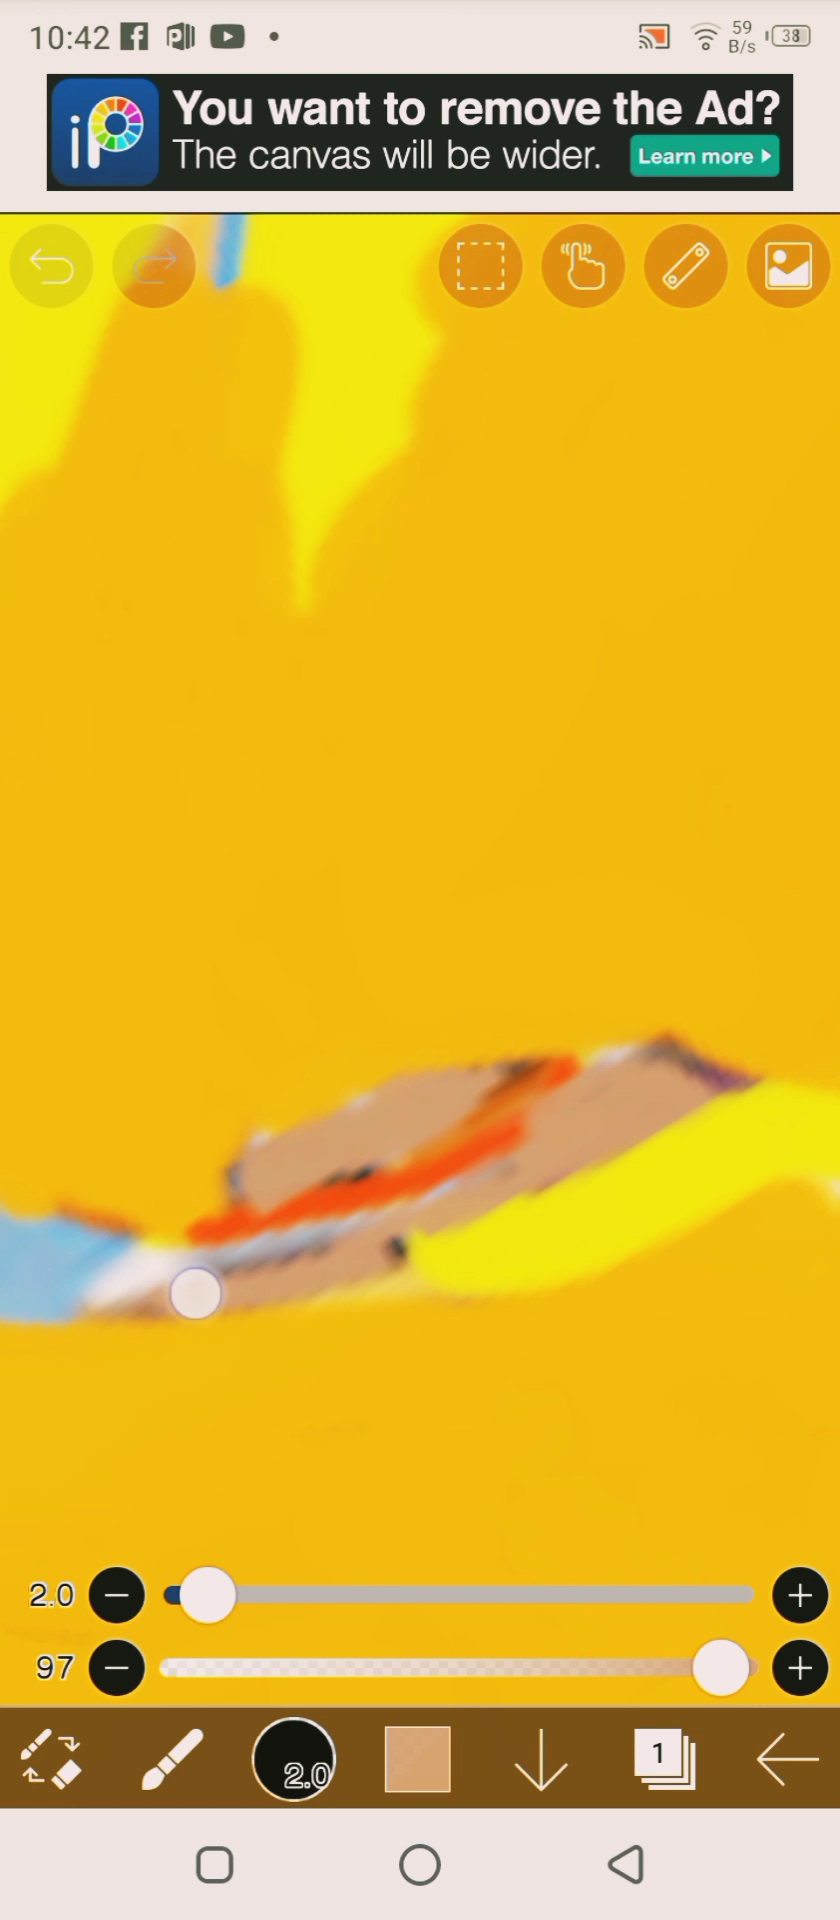 10:42
59
B/s
38
iP
You want to remove the Ad?
The canvas will be wider.
Learn more
2.0
97
2.0
1